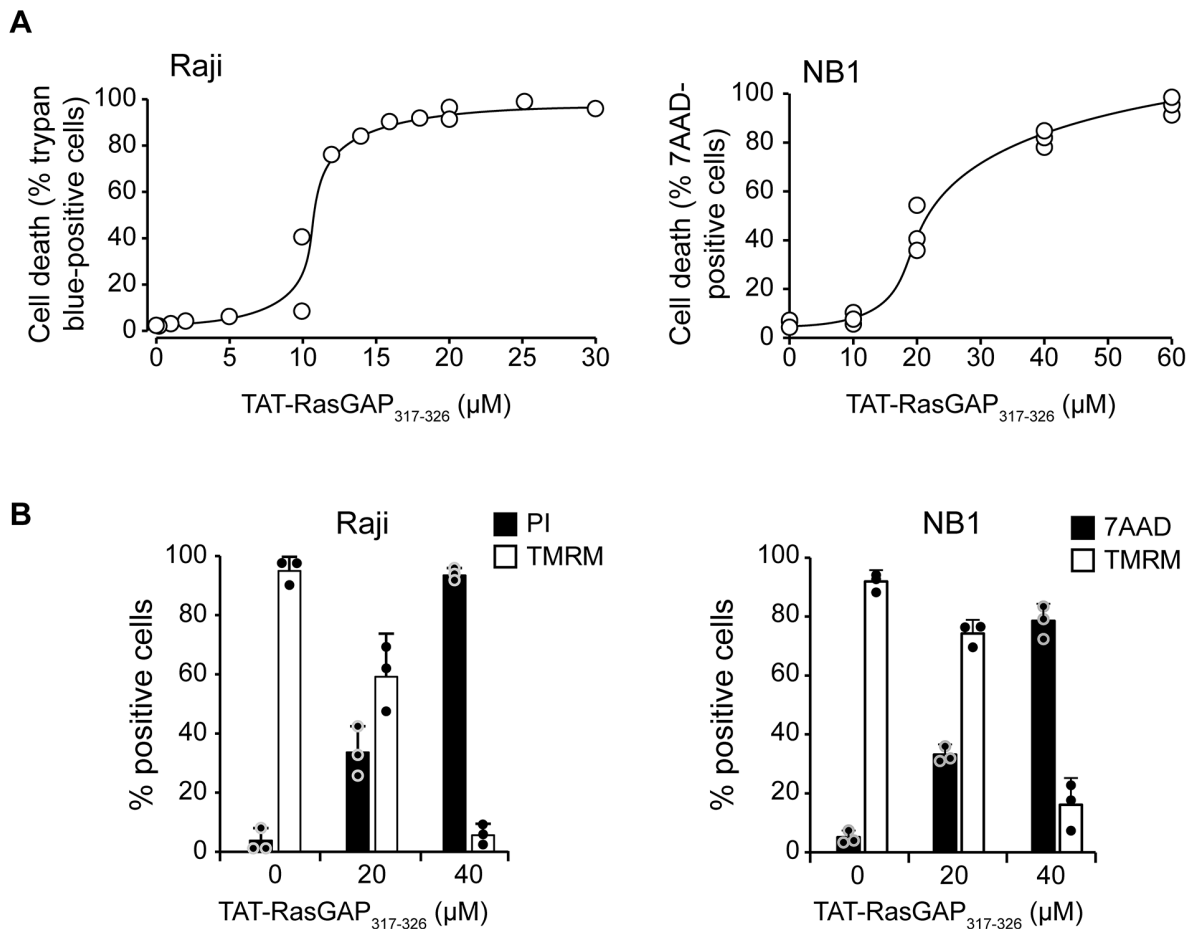 A
Raji
Cell death (% trypan
blue-positive cells)
100
80
60
40
20
0
0 5 10 15 20 25 30
TAT-RasGAP317-326 (µM)
NB1
Cell death (% 7AAD-
positive cells)
100
80
60
40
20
0
0 10 20 30 40 50 60
TAT-RasGAP317-326 (µM)
B
Raji
PI
TMRM
% positive cells
100
80
60
40
20
0
0 20 40
TAT-RasGAP317-326 (µM)
NB1
7AAD
TMRM
% positive cells
100
80
60
40
20
0
0 20 40
TAT-RasGAP317-326 (µM)